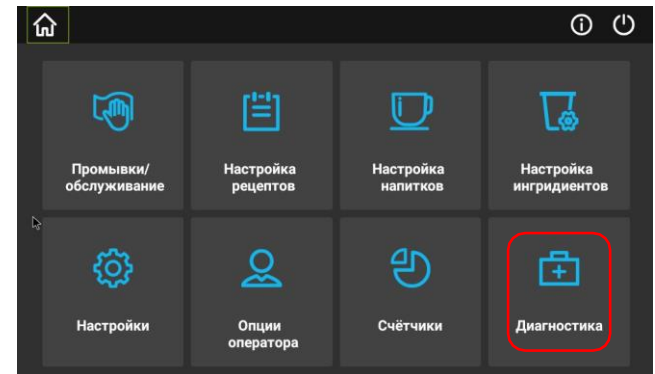 Промывки/
обслуживание
Настройка
рецептов
Настройка
напитков
Настройка
ингридиентов
Настройки
Опции
оператора
Счётчики
Диагностика